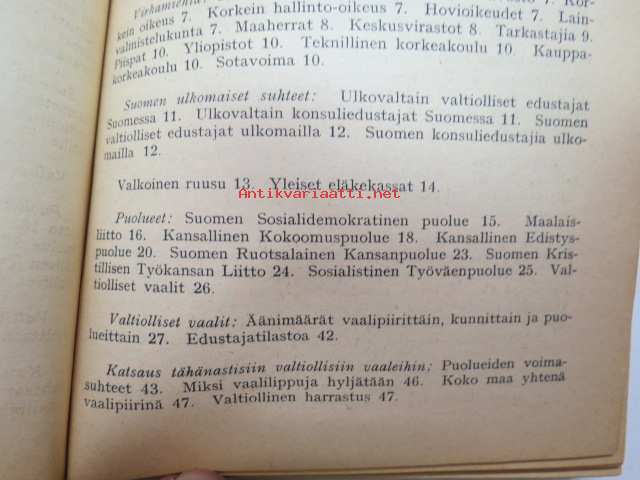 kein oikeus 7. Korkein hallinto-oikeus 7. Hovioikeudet 7. Lain-
valmistelukunta 7. Maaherrat 8. Keskusvirastot 8. Tarkastajia 9.
Piispat 10. Yliopistot 10. Teknillinen korkeakoulu 10. Kauppa-
korkeakoulu 10. Sotavoima 10.
Suomen ulkomaiset suhteet: Ulkovaltain valtiolliset edustajat
Suomessa 11. Ulkovaltain konsuliedustajat Suomessa 11. Suomen
valtiolliset edustajat ulkomailla 12. Suomen konsuliedustajia ulko-
mailla 12.
Valkoinen ruusu 13. Yleiset eläkekassat 14.
Antikvariaatti.net
Puolueet: Suomen Sosialidemokratinen puolue 15. Maalais-
liitto 16. Kansallinen Kokoomuspuolue 18. Kansallinen Edistys-
puolue 20. Suomen Ruotsalainen Kansanpuolue 23. Suomen Kris-
tillisen Työkansan Liitto 24. Sosialistinen Työväenpuolue 25. Val-
tiolliset vaalit 26.
Valtiolliset vaalit: Äänimäärät vaalipiirittäin, kunnittain ja puo-
lueittain 27. Edustajatilastoa 42.
Katsaus tähänastisiin valtiollisiin vaaleihin: Puolueiden voima-
suhteet 43. Miksi vaalilippuja hyljätään 46. Koko maa yhtenä
vaalipiirinä 47. Valtiollinen harrastus 47.